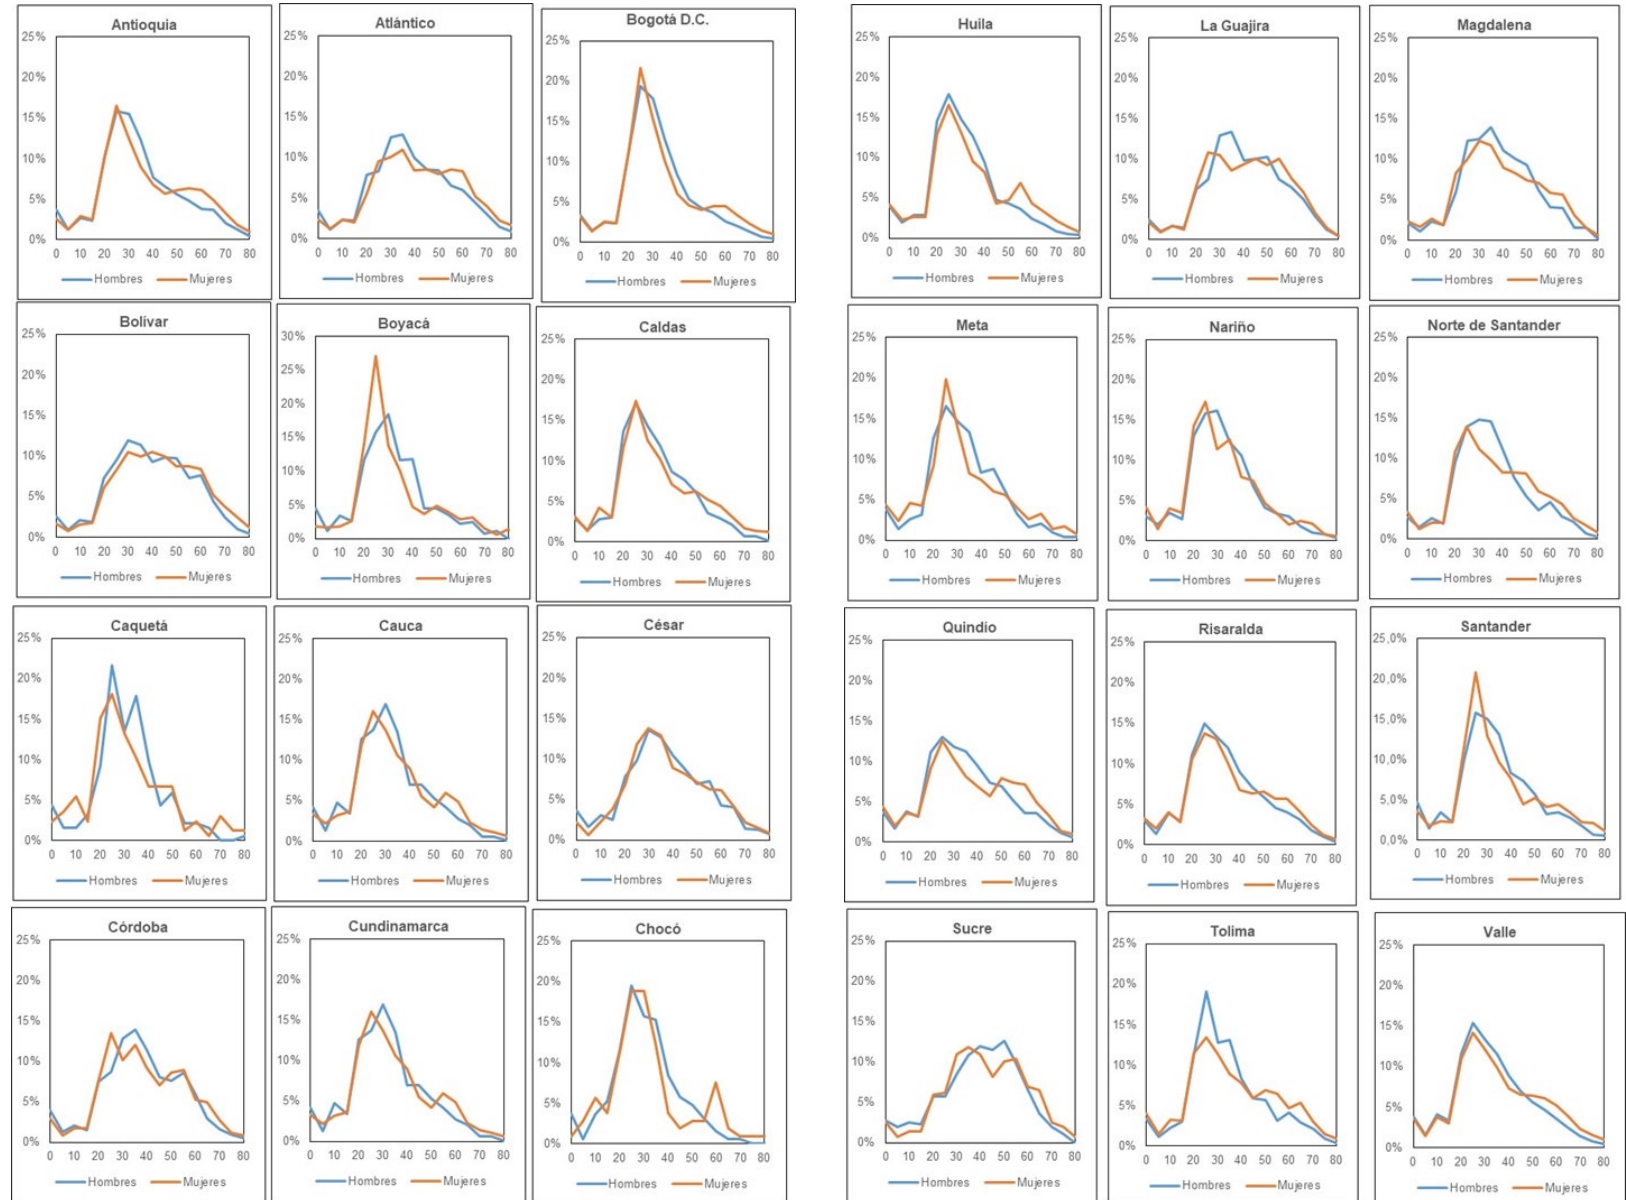 Antioquia
25%
20%
15%
10%
5%
0%
0 10 20 30 40 50 60 70 80
Hombres Mujeres
Atlántico
25%
20%
15%
10%
5%
0%
0 10 20 30 40 50 60 70 80
Hombres Mujeres
Bogotá D.C.
25%
20%
15%
10%
5%
0%
0 10 20 30 40 50 60 70 80
Hombres Mujeres
Huila
25%
20%
15%
10%
5%
0%
0 10 20 30 40 50 60 70 80
Hombres Mujeres
La Guajira
25%
20%
15%
10%
5%
0%
0 10 20 30 40 50 60 70 80
Hombres Mujeres
Magdalena
25%
20%
15%
10%
5%
0%
0 10 20 30 40 50 60 70 80
Hombres Mujeres
Bolívar
25%
20%
15%
10%
5%
0%
0 10 20 30 40 50 60 70 80
Hombres Mujeres
Boyacá
30%
25%
20%
15%
10%
5%
0%
0 10 20 30 40 50 60 70 80
Hombres Mujeres
Caldas
25%
20%
15%
10%
5%
0%
0 10 20 30 40 50 60 70 80
Hombres Mujeres
Meta
25%
20%
15%
10%
5%
0%
0 10 20 30 40 50 60 70 80
Hombres Mujeres
Nariño
25%
20%
15%
10%
5%
0%
0 10 20 30 40 50 60 70 80
Hombres Mujeres
Norte de Santander
25%
20%
15%
10%
5%
0%
0 10 20 30 40 50 60 70 80
Hombres Mujeres
Caquetá
25%
20%
15%
10%
5%
0%
0 10 20 30 40 50 60 70 80
Hombres Mujeres
Cauca
25%
20%
15%
10%
5%
0%
0 10 20 30 40 50 60 70 80
Hombres Mujeres
César
25%
20%
15%
10%
5%
0%
0 10 20 30 40 50 60 70 80
Hombres Mujeres
Quindío
25%
20%
15%
10%
5%
0%
0 10 20 30 40 50 60 70 80
Hombres Mujeres
Risaralda
25%
20%
15%
10%
5%
0%
0 10 20 30 40 50 60 70 80
Hombres Mujeres
Santander
25,0%
20,0%
15,0%
10,0%
5,0%
0,0%
0 10 20 30 40 50 60 70 80
Hombres Mujeres
Córdoba
25%
20%
15%
10%
5%
0%
0 10 20 30 40 50 60 70 80
Hombres Mujeres
Cundinamarca
25%
20%
15%
10%
5%
0%
0 10 20 30 40 50 60 70 80
Hombres Mujeres
Chocó
25%
20%
15%
10%
5%
0%
0 10 20 30 40 50 60 70 80
Hombres Mujeres
Sucre
25%
20%
15%
10%
5%
0%
0 10 20 30 40 50 60 70 80
Hombres Mujeres
Tolima
25%
20%
15%
10%
5%
0%
0 10 20 30 40 50 60 70 80
Hombres Mujeres
Valle
25%
20%
15%
10%
5%
0%
0 10 20 30 40 50 60 70 80
Hombres Mujeres